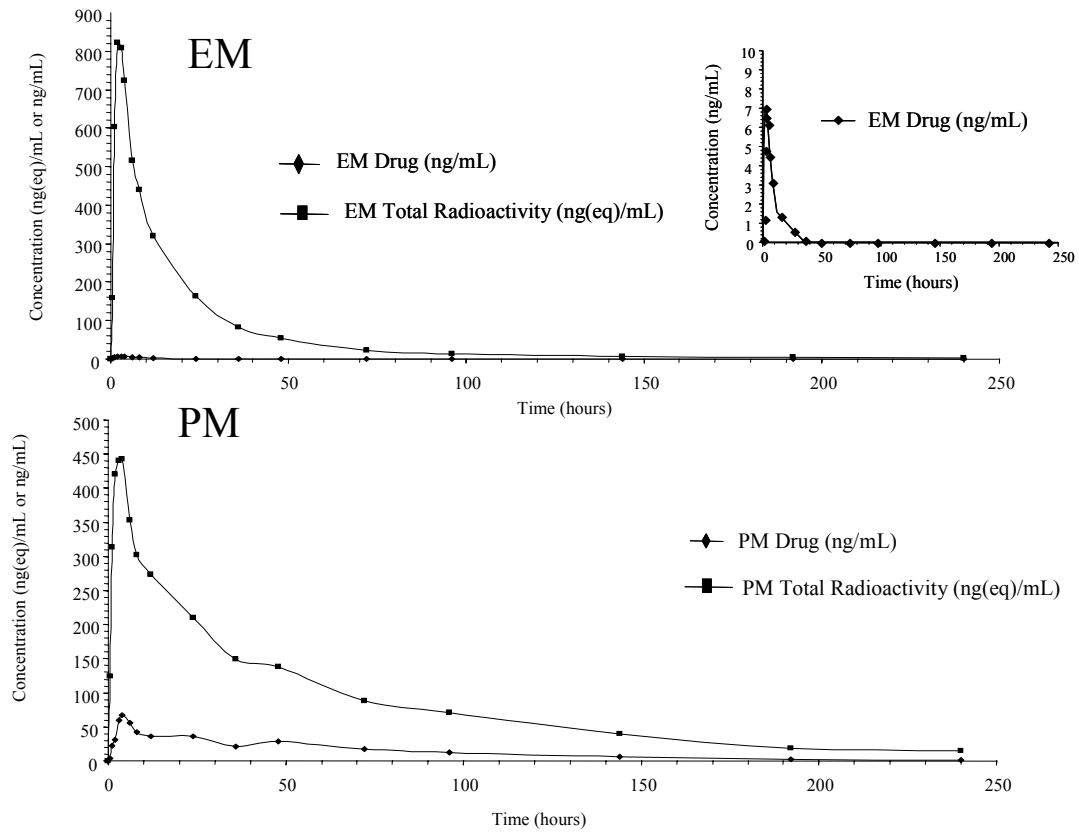 EM
Concentration (ng(eq)/mL or ng/mL)
900
800
700
600
500
400
300
200
100
0
EM Drug (ng/mL)
EM Total Radioactivity (ng(eq)/mL)
0 50 100 150 200 250
Time (hours)
Concentration (ng/mL)
10
9
8
7
6
5
4
3
2
1
0
EM Drug (ng/mL)
0 50 100 150 200 250
Time (hours)
PM
Concentration (ng(eq)/mL or ng/mL)
500
450
400
350
300
250
200
150
100
50
0
PM Drug (ng/mL)
PM Total Radioactivity (ng(eq)/mL)
0 50 100 150 200 250
Time (hours)